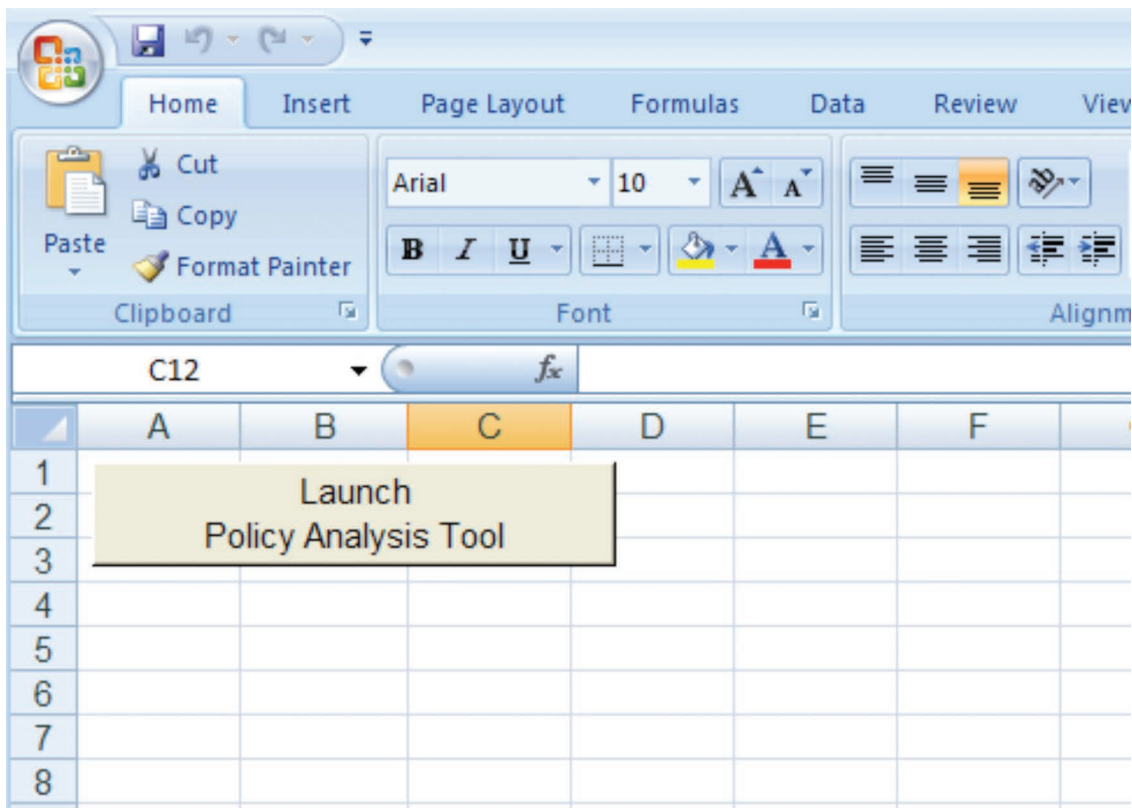 Home Insert Page Layout Formulas Data Review View
Cut
Copy
Paste
Format Painter
Clipboard
Arial 10 A A
B I U A
Font
Alignm
C12 fx
A B C D E F
1
2
3
4
5
6
7
8
Launch
Policy Analysis Tool